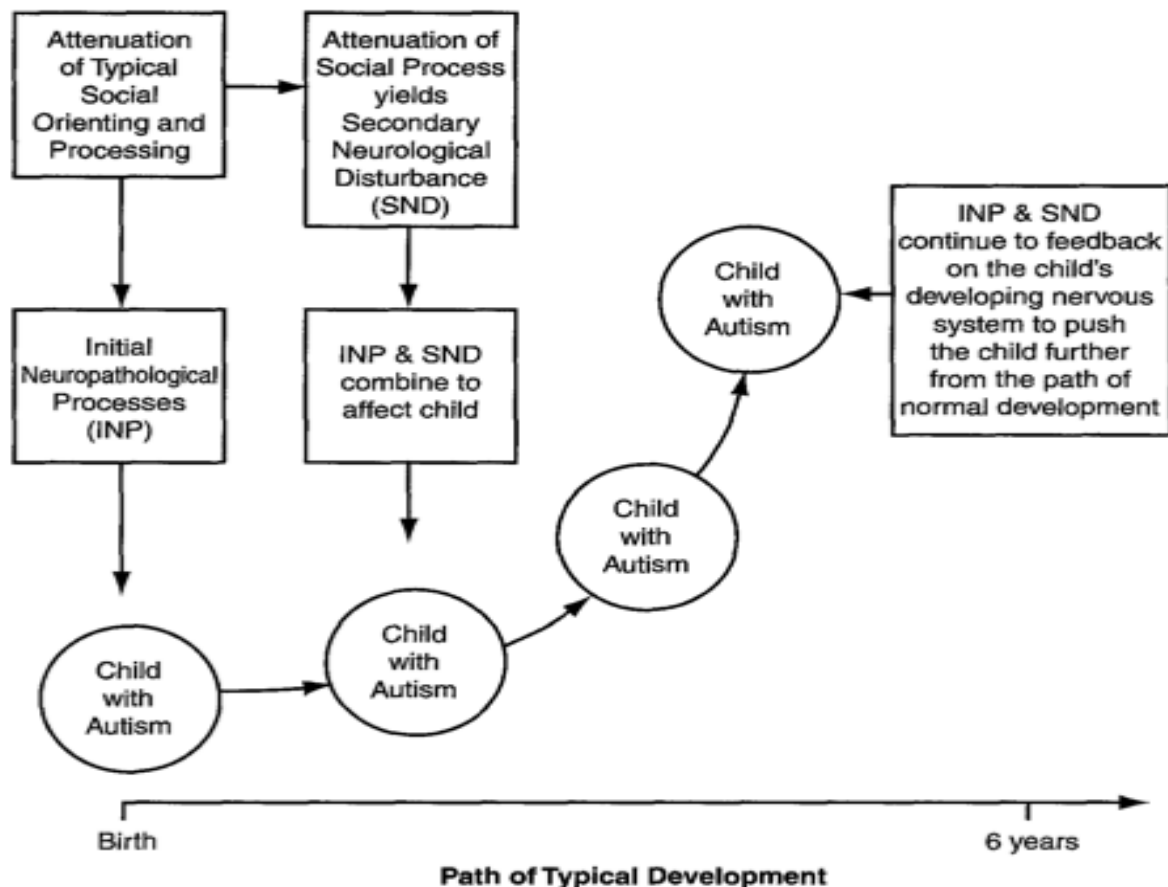 Attenuation
of Typical
Social
Orienting and
Processing
Attenuation of
Social Process
yields
Secondary
Neurological
Disturbance
(SND)
Initial
Neuropathological
Processes
(INP)
INP & SND
combine to
affect child
INP & SND
continue to feedback
on the child's
developing nervous
system to push
the child further
from the path of
normal development
Child
with
Autism
Child
with
Autism
Child
with
Autism
Child
with
Autism
Birth
6 years
Path of Typical Development